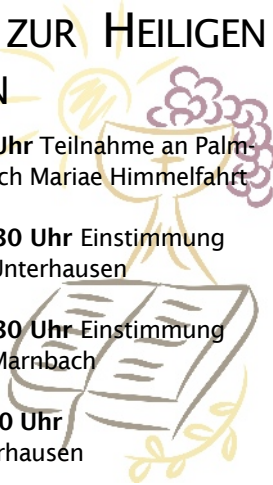 ZUR HEILIGEN
N
Uhr Teilnahme an Palm-
ch Mariae Himmelfahrt
30 Uhr Einstimmung
Unterhausen
30 Uhr Einstimmung
Marnbach
0 Uhr
rhausen